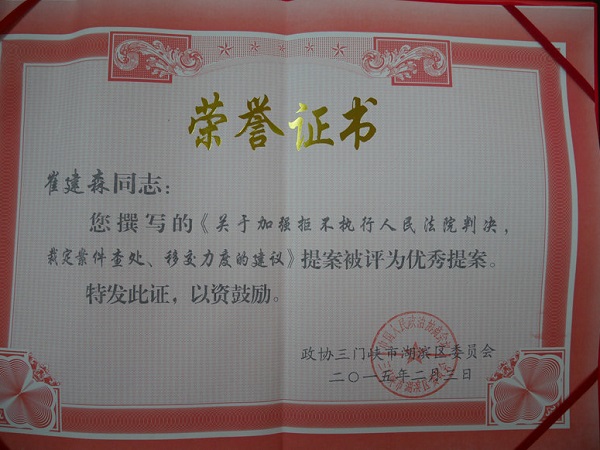 荣誉证书
崔建森同志：
您撰写的《关于加强拒不执行人民法院判决，
裁定案件查处、移交力度的建议》提案被评为优秀提案。
特发此证，以资鼓励。
政协三门峡市湖滨区委员会
二〇一五年二月三日